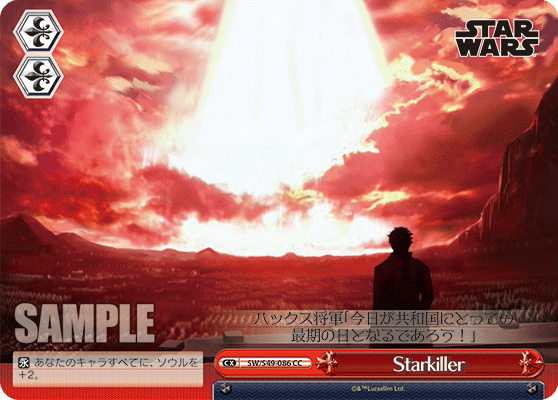 STAR
WARS
SAMPLE
ハックス将軍「今日が共和国にとっての
最期の日となるであろう！」
永 あなたのキャラすべてに、ソウルを
+2。
CX SW/S49-086 CC Starkiller
©&™Lucasfilm Ltd.